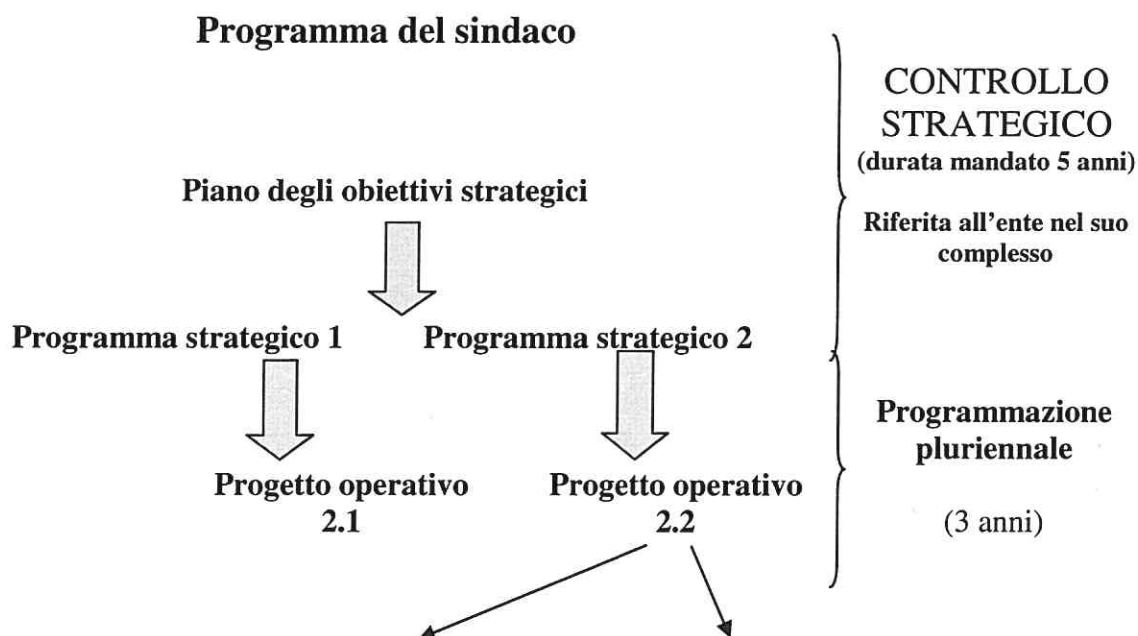 Programma del sindaco
CONTROLLO
STRATEGICO
(durata mandato 5 anni)
Riferita all'ente nel suo
complesso
Piano degli obiettivi strategici
Programma strategico 1
Programma strategico 2
Programmazione
pluriennale
(3 anni)
Progetto operativo
2.1
Progetto operativo
2.2